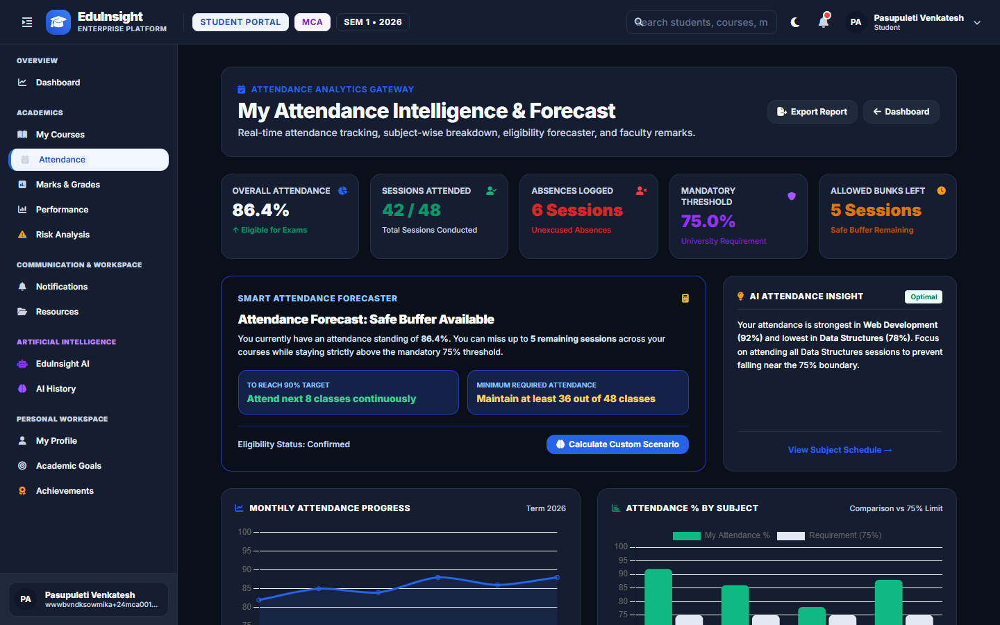 EduInsight
ENTERPRISE PLATFORM
STUDENT PORTAL
MCA
SEM 1 • 2026
Search students, courses, m
PA
Pasupuleti Venkatesh
Student
OVERVIEW
Dashboard
ACADEMICS
My Courses
Attendance
Marks & Grades
Performance
Risk Analysis
COMMUNICATION & WORKSPACE
Notifications
Resources
ARTIFICIAL INTELLIGENCE
EduInsight AI
AI History
PERSONAL WORKSPACE
My Profile
Academic Goals
Achievements
PA
Pasupuleti Venkatesh
wwwbvndksowmika+24mca001...
ATTENDANCE ANALYTICS GATEWAY
My Attendance Intelligence & Forecast
Real-time attendance tracking, subject-wise breakdown, eligibility forecaster, and faculty remarks.
Export Report
← Dashboard
OVERALL ATTENDANCE
86.4%
↑ Eligible for Exams
SESSIONS ATTENDED
42 / 48
Total Sessions Conducted
ABSENCES LOGGED
6 Sessions
Unexcused Absences
MANDATORY
THRESHOLD
75.0%
University Requirement
ALLOWED BUNKS LEFT
5 Sessions
Safe Buffer Remaining
SMART ATTENDANCE FORECASTER
Attendance Forecast: Safe Buffer Available
You currently have an attendance standing of 86.4%. You can miss up to 5 remaining sessions across your
courses while staying strictly above the mandatory 75% threshold.
TO REACH 90% TARGET
Attend next 8 classes continuously
MINIMUM REQUIRED ATTENDANCE
Maintain at least 36 out of 48 classes
Eligibility Status: Confirmed
Calculate Custom Scenario
AI ATTENDANCE INSIGHT
Optimal
Your attendance is strongest in Web Development
(92%) and lowest in Data Structures (78%). Focus
on attending all Data Structures sessions to prevent
falling near the 75% boundary.
View Subject Schedule →
MONTHLY ATTENDANCE PROGRESS
Term 2026
100
95
90
85
80
75
ATTENDANCE % BY SUBJECT
Comparison vs 75% Limit
My Attendance %
Requirement (75%)
100
95
90
85
80
75